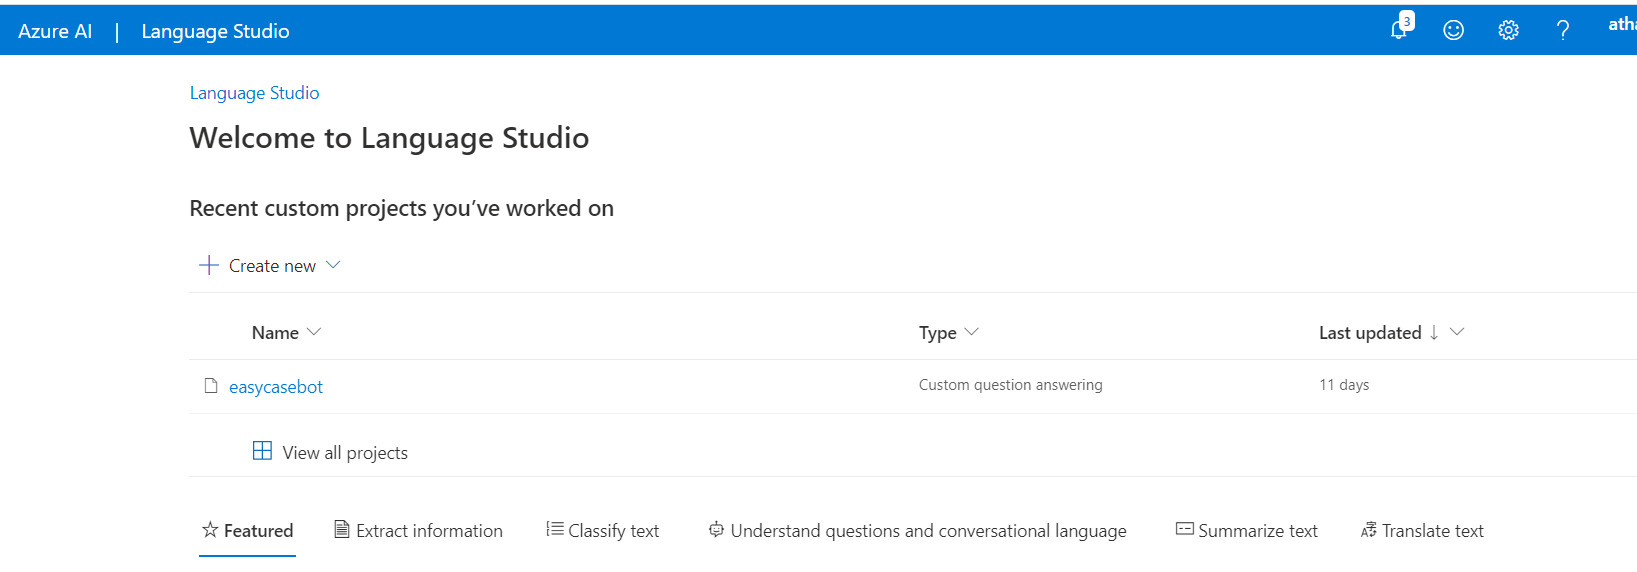 Azure AI | Language Studio 3
Language Studio
Welcome to Language Studio
Recent custom projects you’ve worked on
Create new
Name Type Last updated
easycasebot Custom question answering 11 days
View all projects
Featured Extract information Classify text Understand questions and conversational language Summarize text Translate text